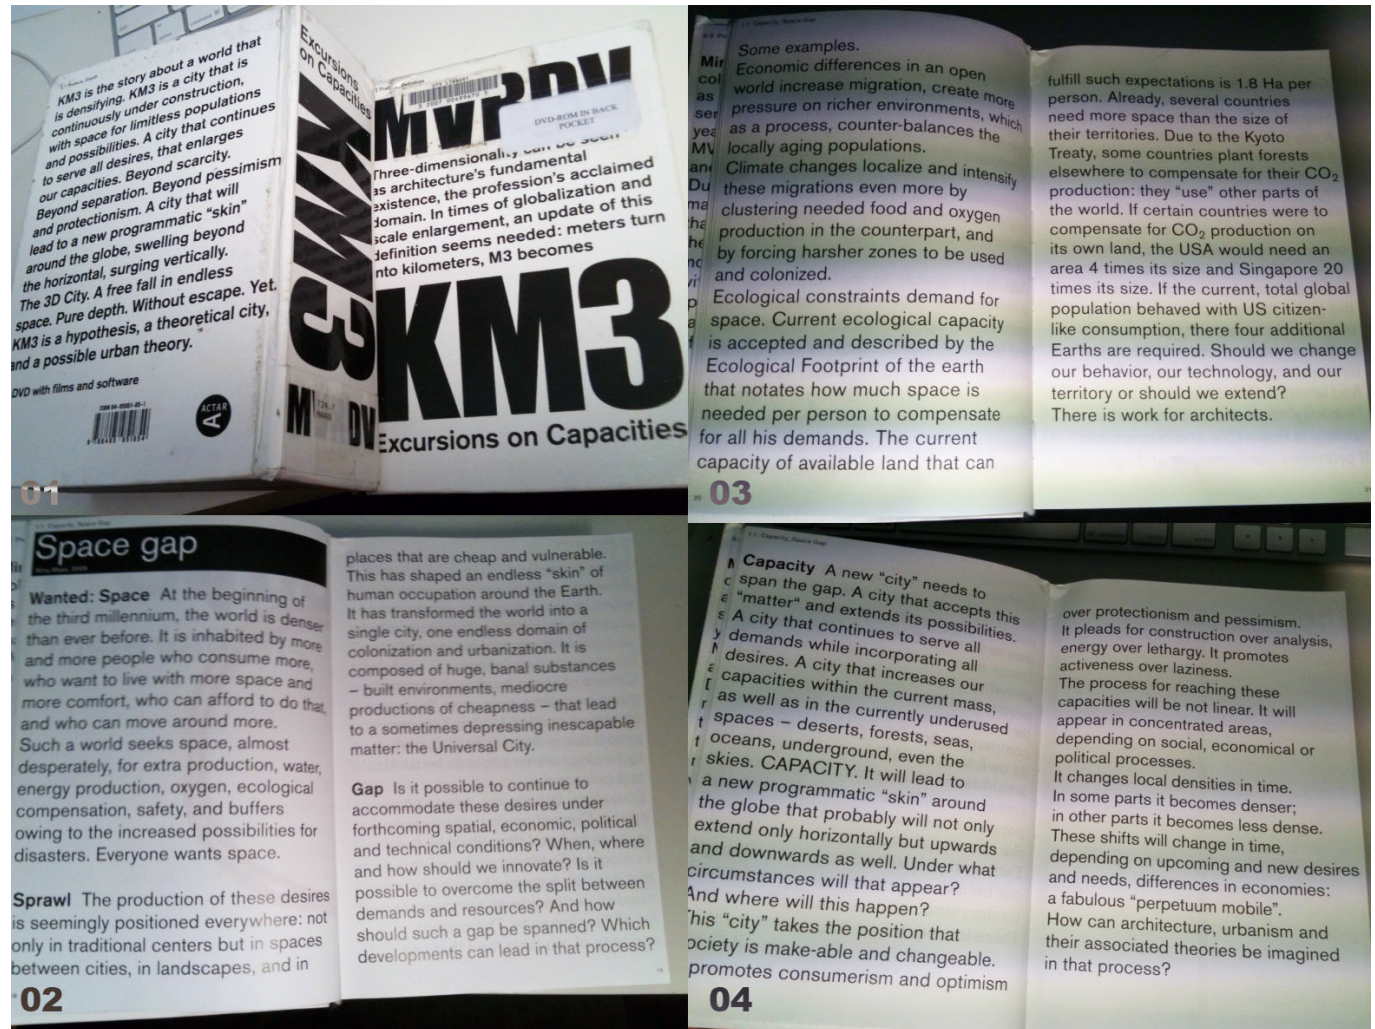 KM3 is the story about a world that
is densifying. KM3 is a city that is
continuously under construction,
with space for limitless populations
and possibilities. A city that continues
to serve all desires, that enlarges
our capacities. Beyond scarcity.
Beyond separation. Beyond pessimism
and protectionism. A city that will
lead to a new programmatic “skin”
around the globe, swelling beyond
the horizontal, surging vertically.
The 3D City. A free fall in endless
space. Pure depth. Without escape. Yet.
KM3 is a hypothesis, a theoretical city,
and a possible urban theory.
DVD with films and software
ACTAR
A
Excursions
on Capacities
KM3
M DV
MVRDV
DVD-ROM IN BACK
POCKET
Three-dimensionality can be seen
as architecture's fundamental
existence, the profession's acclaimed
domain. In times of globalization and
scale enlargement, an update of this
definition seems needed: meters turn
into kilometers, M3 becomes
KM3
Excursions on Capacities
01
1.1 Capacity, Space Gap
Space gap
Wanted: Space At the beginning of
the third millennium, the world is denser
than ever before. It is inhabited by more
and more people who consume more,
who want to live with more space and
more comfort, who can afford to do that,
and who can move around more.
Such a world seeks space, almost
desperately, for extra production, water,
energy production, oxygen, ecological
compensation, safety, and buffers
owing to the increased possibilities for
disasters. Everyone wants space.
Sprawl The production of these desires
is seemingly positioned everywhere: not
only in traditional centers but in spaces
between cities, in landscapes, and in
places that are cheap and vulnerable.
This has shaped an endless “skin” of
human occupation around the Earth.
It has transformed the world into a
single city, one endless domain of
colonization and urbanization. It is
composed of huge, banal substances
– built environments, mediocre
productions of cheapness – that lead
to a sometimes depressing inescapable
matter: the Universal City.
Gap Is it possible to continue to
accommodate these desires under
forthcoming spatial, economic, political
and technical conditions? When, where
and how should we innovate? Is it
possible to overcome the split between
demands and resources? And how
should such a gap be spanned? Which
developments can lead in that process?
19
02
1.1 Capacity, Space Gap
Some examples.
Economic differences in an open
world increase migration, create more
pressure on richer environments, which
as a process, counter-balances the
locally aging populations.
Climate changes localize and intensify
these migrations even more by
clustering needed food and oxygen
production in the counterpart, and
by forcing harsher zones to be used
and colonized.
Ecological constraints demand for
space. Current ecological capacity
is accepted and described by the
Ecological Footprint of the earth
that notates how much space is
needed per person to compensate
for all his demands. The current
capacity of available land that can
fulfill such expectations is 1.8 Ha per
person. Already, several countries
need more space than the size of
their territories. Due to the Kyoto
Treaty, some countries plant forests
elsewhere to compensate for their CO₂
production: they “use” other parts of
the world. If certain countries were to
compensate for CO₂ production on
its own land, the USA would need an
area 4 times its size and Singapore 20
times its size. If the current, total global
population behaved with US citizen-
like consumption, there four additional
Earths are required. Should we change
our behavior, our technology, and our
territory or should we extend?
There is work for architects.
03
1.1 Capacity, Space Gap
Capacity A new “city” needs to
span the gap. A city that accepts this
“matter“ and extends its possibilities.
A city that continues to serve all
demands while incorporating all
desires. A city that increases our
capacities within the current mass,
as well as in the currently underused
spaces – deserts, forests, seas,
oceans, underground, even the
skies. CAPACITY. It will lead to
a new programmatic “skin” around
the globe that probably will not only
extend only horizontally but upwards
and downwards as well. Under what
circumstances will that appear?
And where will this happen?
This “city” takes the position that
ociety is make-able and changeable.
promotes consumerism and optimism
over protectionism and pessimism.
It pleads for construction over analysis,
energy over lethargy. It promotes
activeness over laziness.
The process for reaching these
capacities will be not linear. It will
appear in concentrated areas,
depending on social, economical or
political processes.
It changes local densities in time.
In some parts it becomes denser;
in other parts it becomes less dense.
These shifts will change in time,
depending on upcoming and new desires
and needs, differences in economies:
a fabulous “perpetuum mobile”.
How can architecture, urbanism and
their associated theories be imagined
in that process?
04